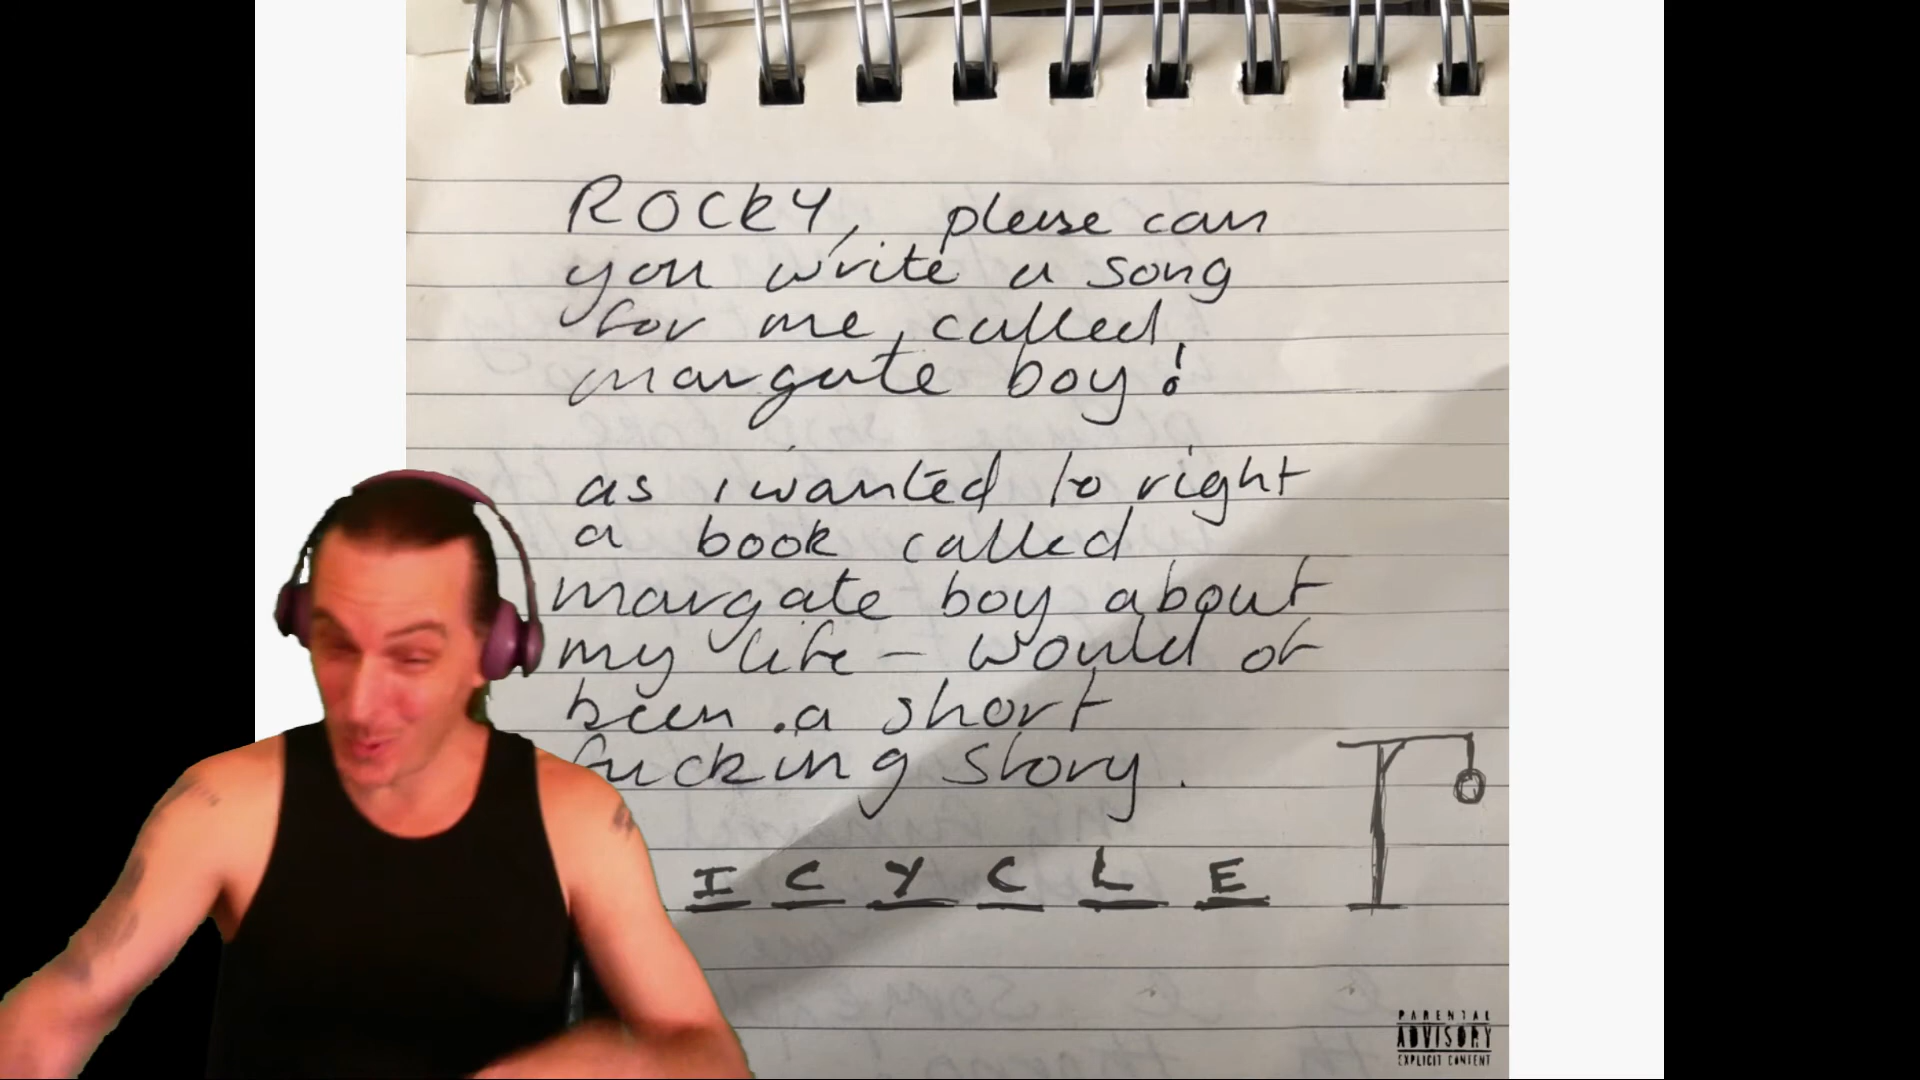 ROCKY, please can
you write a song
for me, called
margate boy!
as i wanted to right
a book called
margate boy about
my life - would of
been a short
fucking story.
I C Y C L E
PARENTAL
ADVISORY
EXPLICIT CONTENT